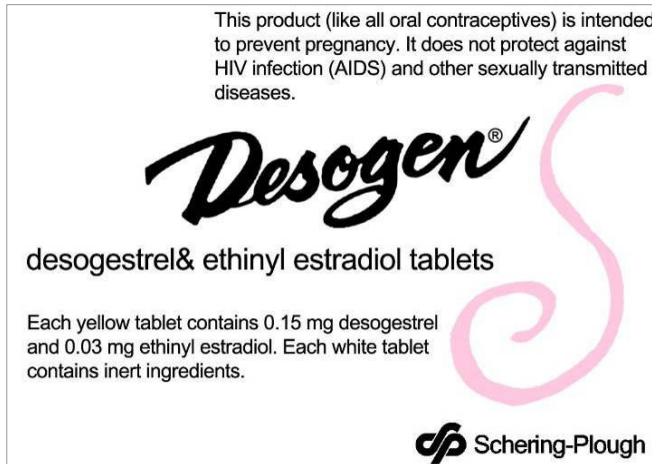 This product (like all oral contraceptives) is intended
to prevent pregnancy. It does not protect against
HIV infection (AIDS) and other sexually transmitted
diseases.
Desogen®
desogestrel& ethinyl estradiol tablets
Each yellow tablet contains 0.15 mg desogestrel
and 0.03 mg ethinyl estradiol. Each white tablet
contains inert ingredients.
Schering-Plough